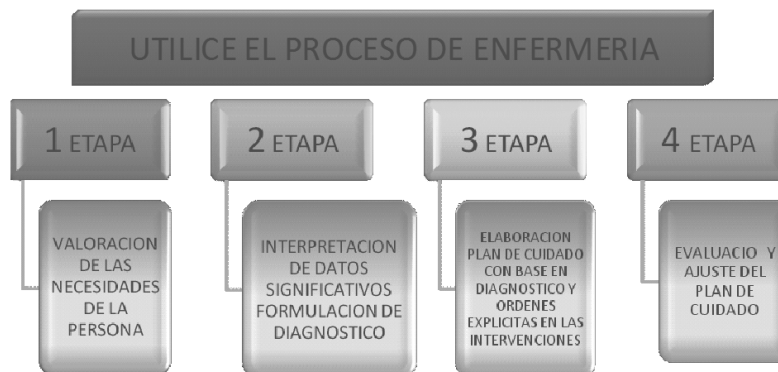 UTILICE EL PROCESO DE ENFERMERIA
1 ETAPA
VALORACION
DE LAS
NECESIDADES
DE LA
PERSONA
2 ETAPA
INTERPRETACION
DE DATOS
SIGNIFICATIVOS
FORMULACION DE
DIAGNOSTICO
3 ETAPA
ELABORACION
PLAN DE CUIDADO
CON BASE EN
DIAGNOSTICO Y
ORDENES
EXPLICITAS EN LAS
INTERVENCIONES
4 ETAPA
EVALUACIO Y
AJUSTE DEL
PLAN DE
CUIDADO